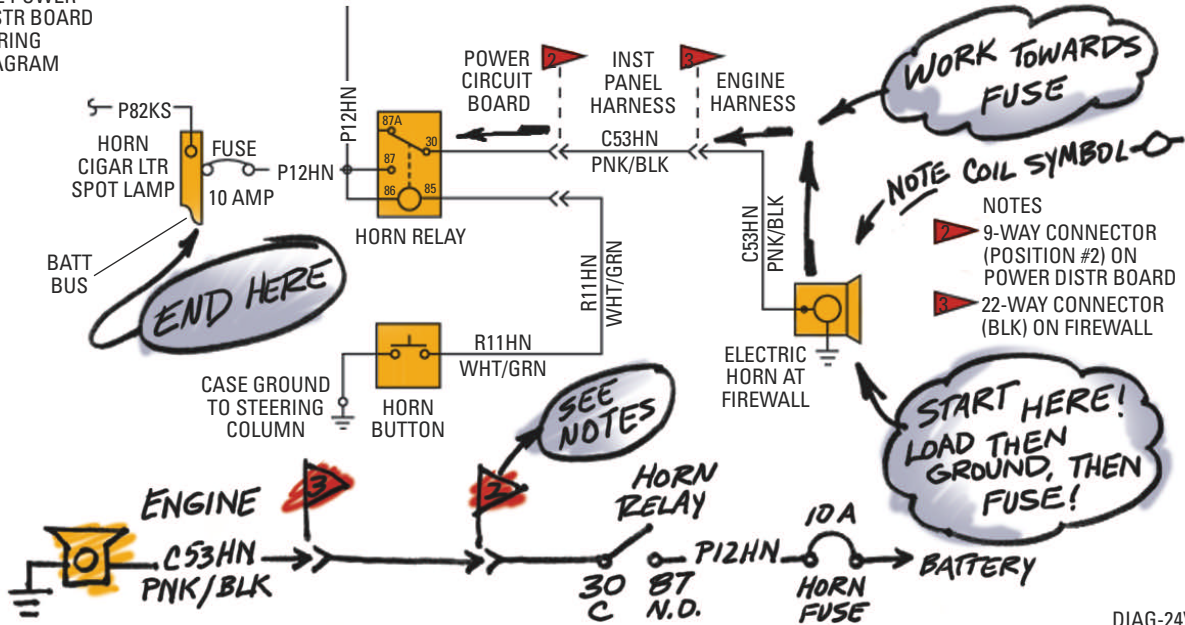 POWER
STR BOARD
RING
AGRAM
P82KS
HORN
CIGAR LTR
SPOT LAMP
FUSE
10 AMP
P12HN
BATT
BUS
END HERE
P12HN
87A
30
87
86
85
HORN RELAY
POWER
CIRCUIT
BOARD
2
INST
PANEL
HARNESS
3
ENGINE
HARNESS
C53HN
PNK/BLK
C53HN
PNK/BLK
R11HN
WHT/GRN
R11HN
WHT/GRN
CASE GROUND
TO STEERING
COLUMN
HORN
BUTTON
ELECTRIC
HORN AT
FIREWALL
WORK TOWARDS
FUSE
NOTE COIL SYMBOL
NOTES
2 9-WAY CONNECTOR
(POSITION #2) ON
POWER DISTR BOARD
3 22-WAY CONNECTOR
(BLK) ON FIREWALL
START HERE!
LOAD THEN
GROUND, THEN
FUSE!
SEE
NOTES
ENGINE
3
2
C53HN
PNK/BLK
HORN
RELAY
30
C
87
N.O.
P12HN
10A
HORN
FUSE
BATTERY
DIAG-24